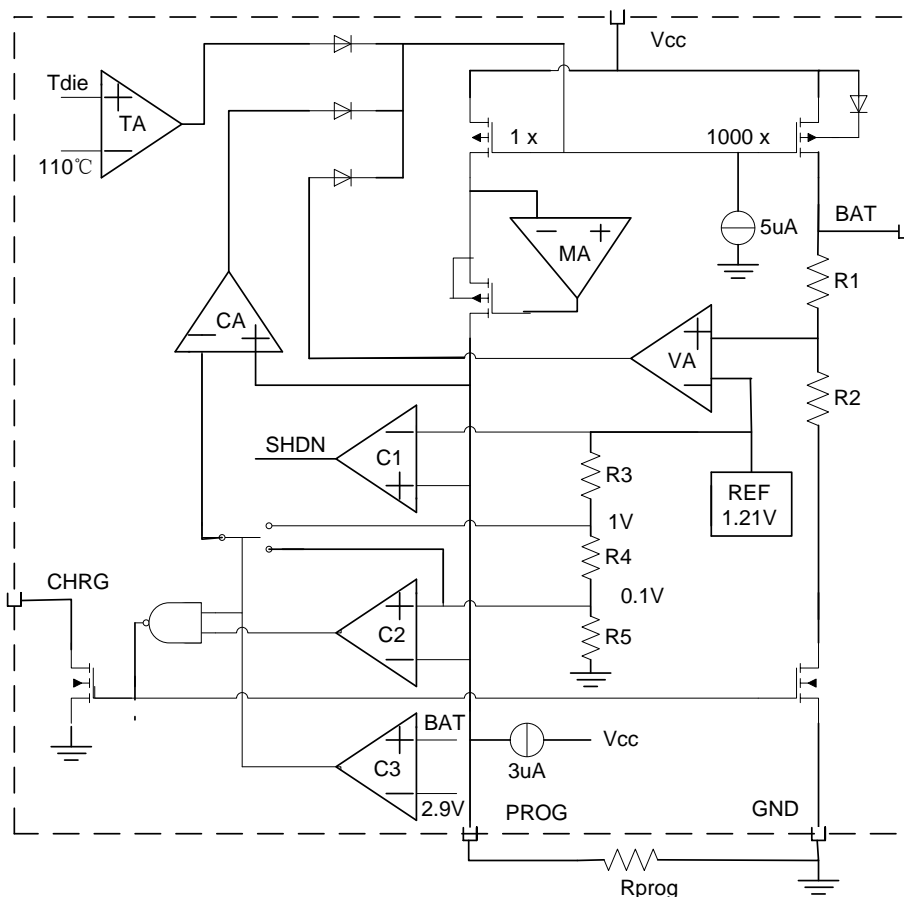 Vcc
Tdie
TA
110℃
1 x
1000 x
5uA
BAT
MA
R1
CA
VA
R2
SHDN
C1
R3
REF
1.21V
1V
R4
CHRG
0.1V
C2
R5
BAT
C3
Vcc
3uA
2.9V
PROG
GND
Rprog